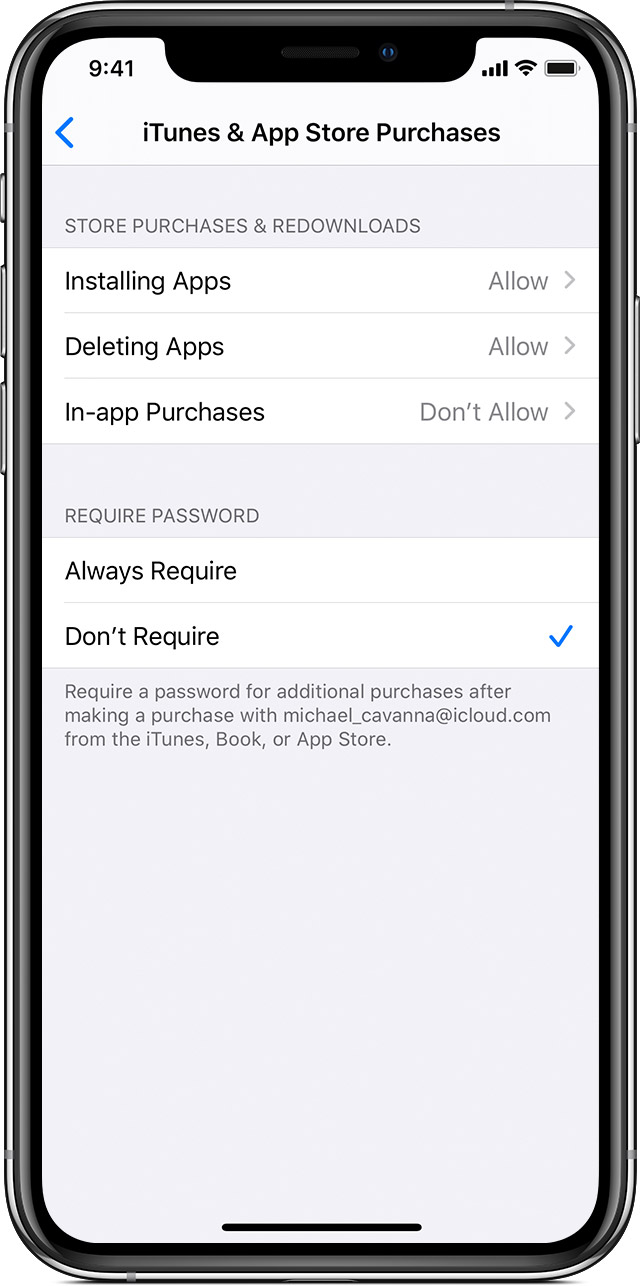 9:41
iTunes & App Store Purchases
STORE PURCHASES & REDOWNLOADS
Installing Apps Allow
Deleting Apps Allow
In-app Purchases Don’t Allow
REQUIRE PASSWORD
Always Require
Don’t Require
Require a password for additional purchases after
making a purchase with michael_cavanna@icloud.com
from the iTunes, Book, or App Store.